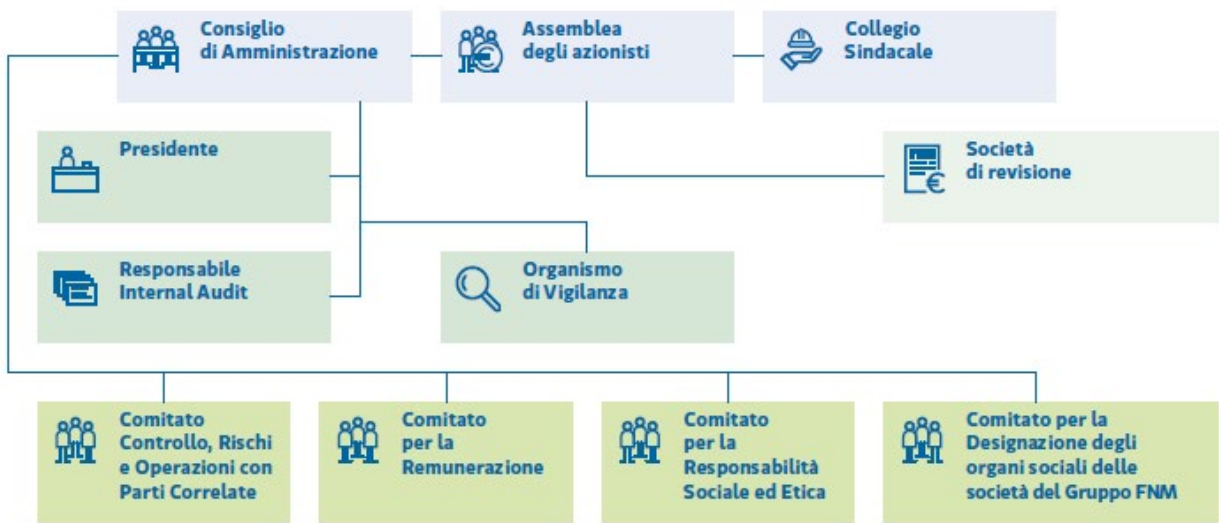 Consiglio
di Amministrazione
Assemblea
degli azionisti
Collegio
Sindacale
Presidente
Società
di revisione
Responsabile
Internal Audit
Organismo
di Vigilanza
Comitato
Controllo, Rischi
e Operazioni con
Parti Correlate
Comitato
per la
Remunerazione
Comitato
per la
Responsabilità
Sociale ed Etica
Comitato per la
Designazione degli
organi sociali delle
società del Gruppo FNM